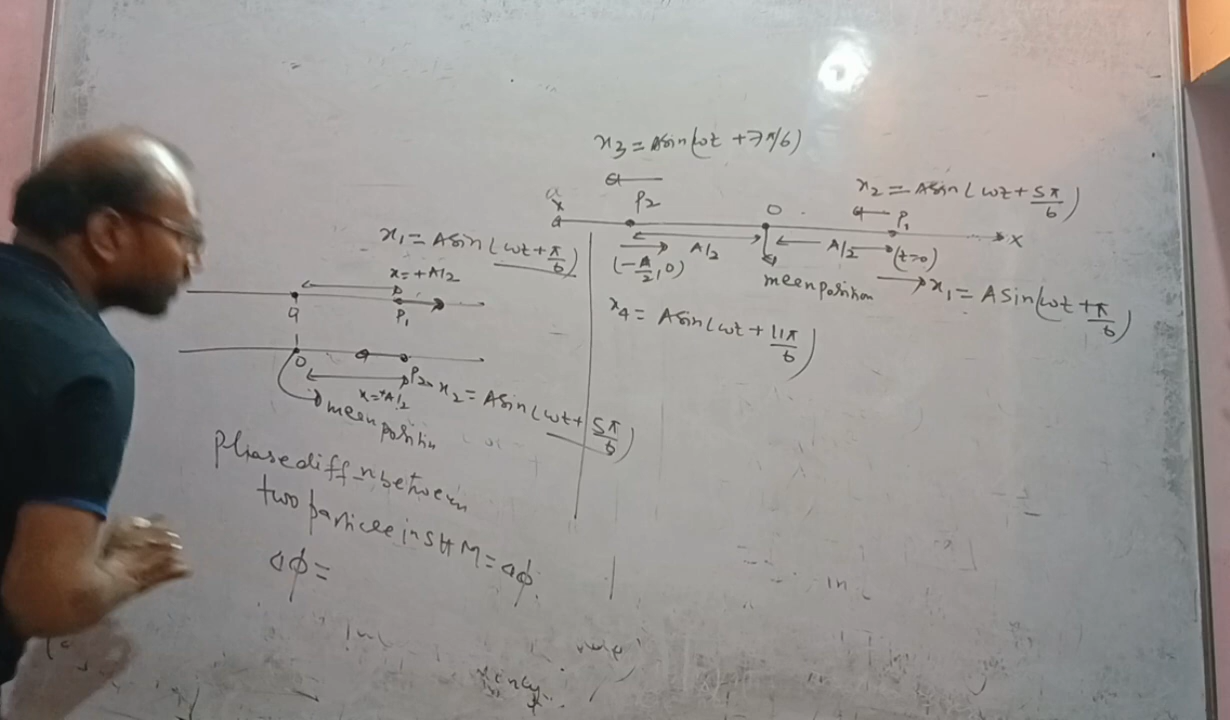 x3 = Asin(ωt + 7π/6)
P2
O
x2 = Asin(ωt + 5π/6)
P1
x
A/2
A/2
(t=0)
(-A/2, 0)
meen position
x1 = Asin(ωt + π/6)
x4 = Asin(ωt + 11π/6)
x1 = Asin(ωt + π/6)
x = +A/2
P1
O
P2
x2 = Asin(ωt + 5π/6)
x = +A/2
meen position
Phase diff n between
two particle in SHM = Δϕ
Δϕ =